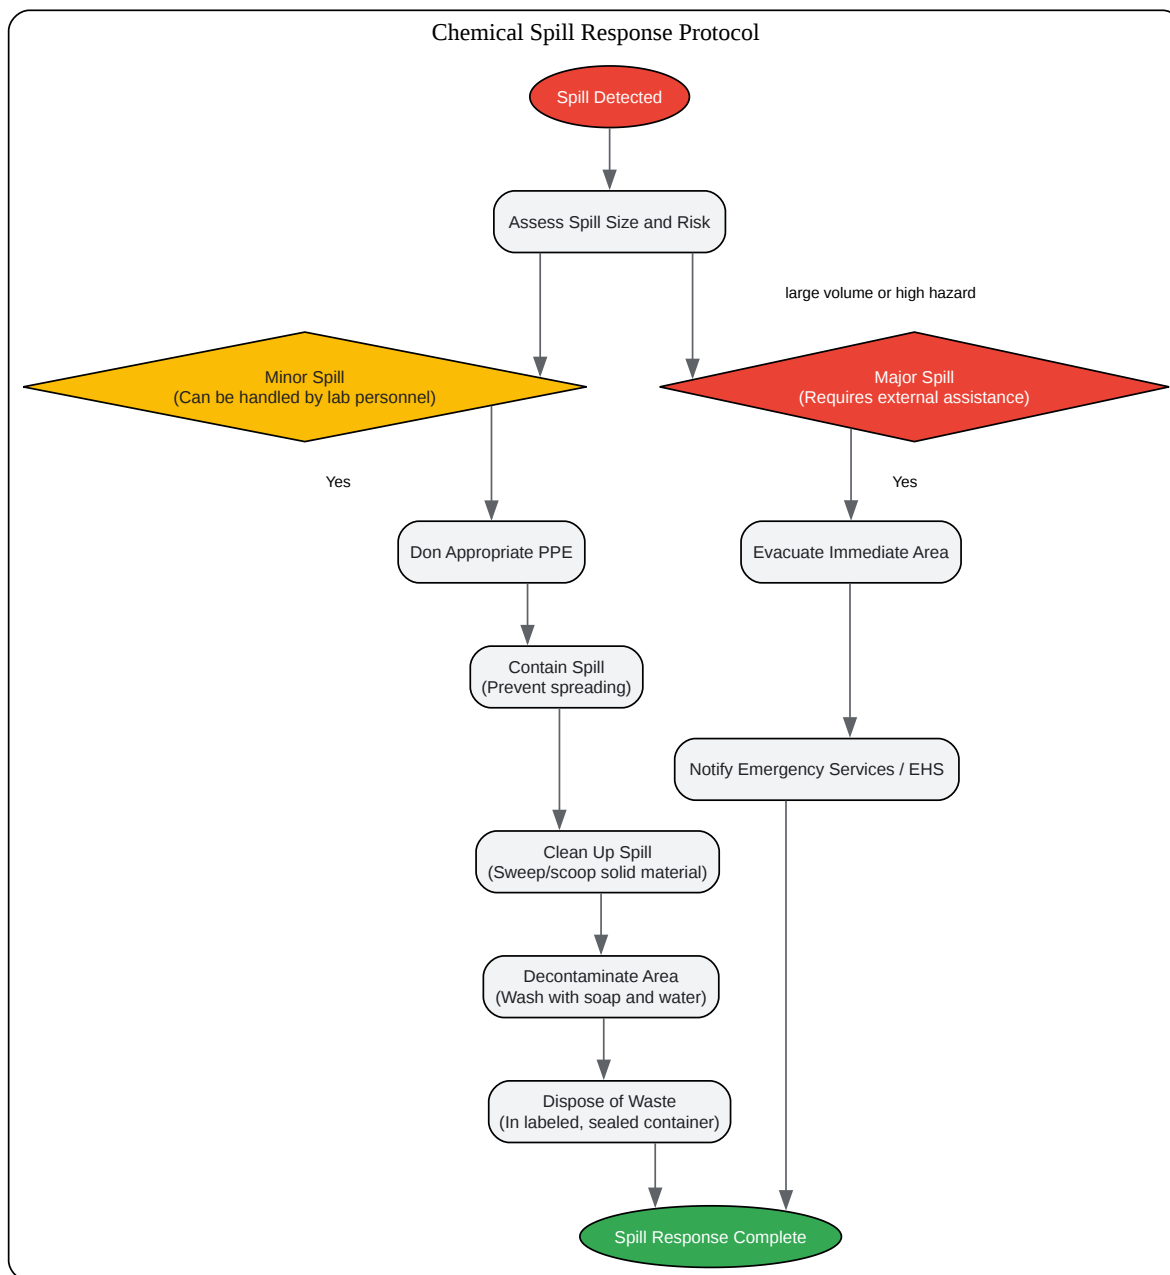 Chemical Spill Response Protocol
Spill Detected
Assess Spill Size and Risk
large volume or high hazard
Minor Spill
(Can be handled by lab personnel)
Major Spill
(Requires external assistance)
Yes
Yes
Don Appropriate PPE
Evacuate Immediate Area
Contain Spill
(Prevent spreading)
Notify Emergency Services / EHS
Clean Up Spill
(Sweep/scoop solid material)
Decontaminate Area
(Wash with soap and water)
Dispose of Waste
(In labeled, sealed container)
Spill Response Complete